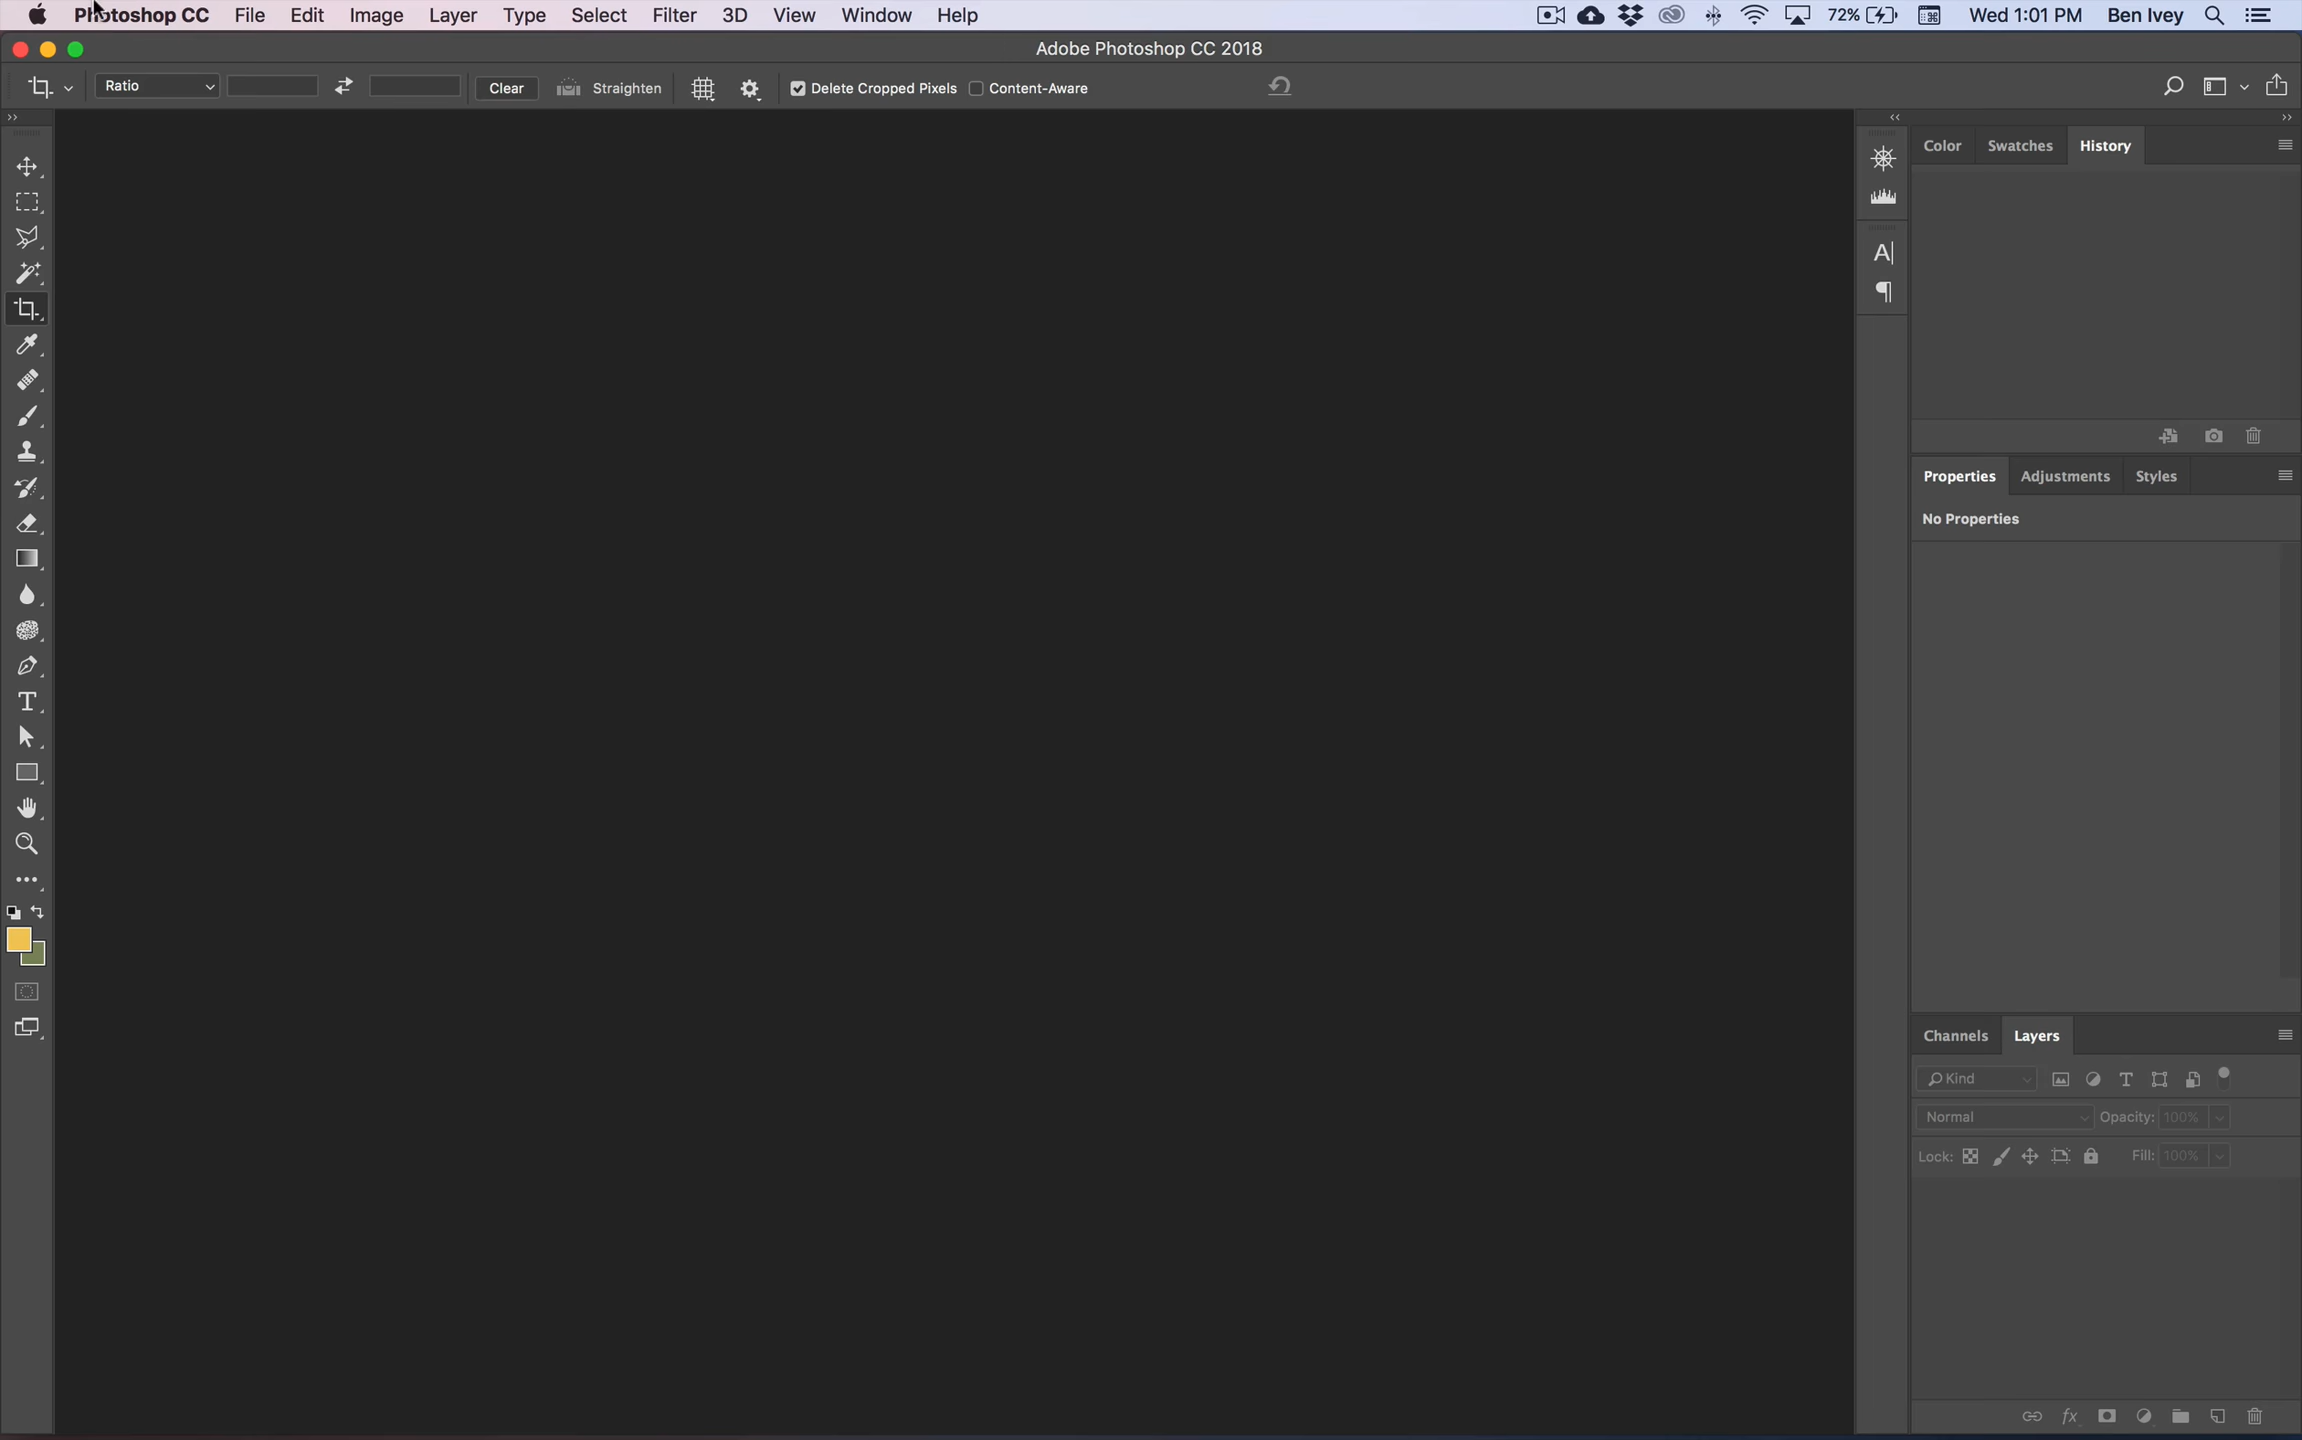 Photoshop CC File Edit Image Layer Type Select Filter 3D View Window Help 72% Wed 1:01 PM Ben Ivey
Adobe Photoshop CC 2018
Ratio Clear Straighten Delete Cropped Pixels Content-Aware
Color Swatches History
Properties Adjustments Styles
No Properties
Channels Layers
Kind
Normal Opacity: 100%
Lock: Fill: 100%